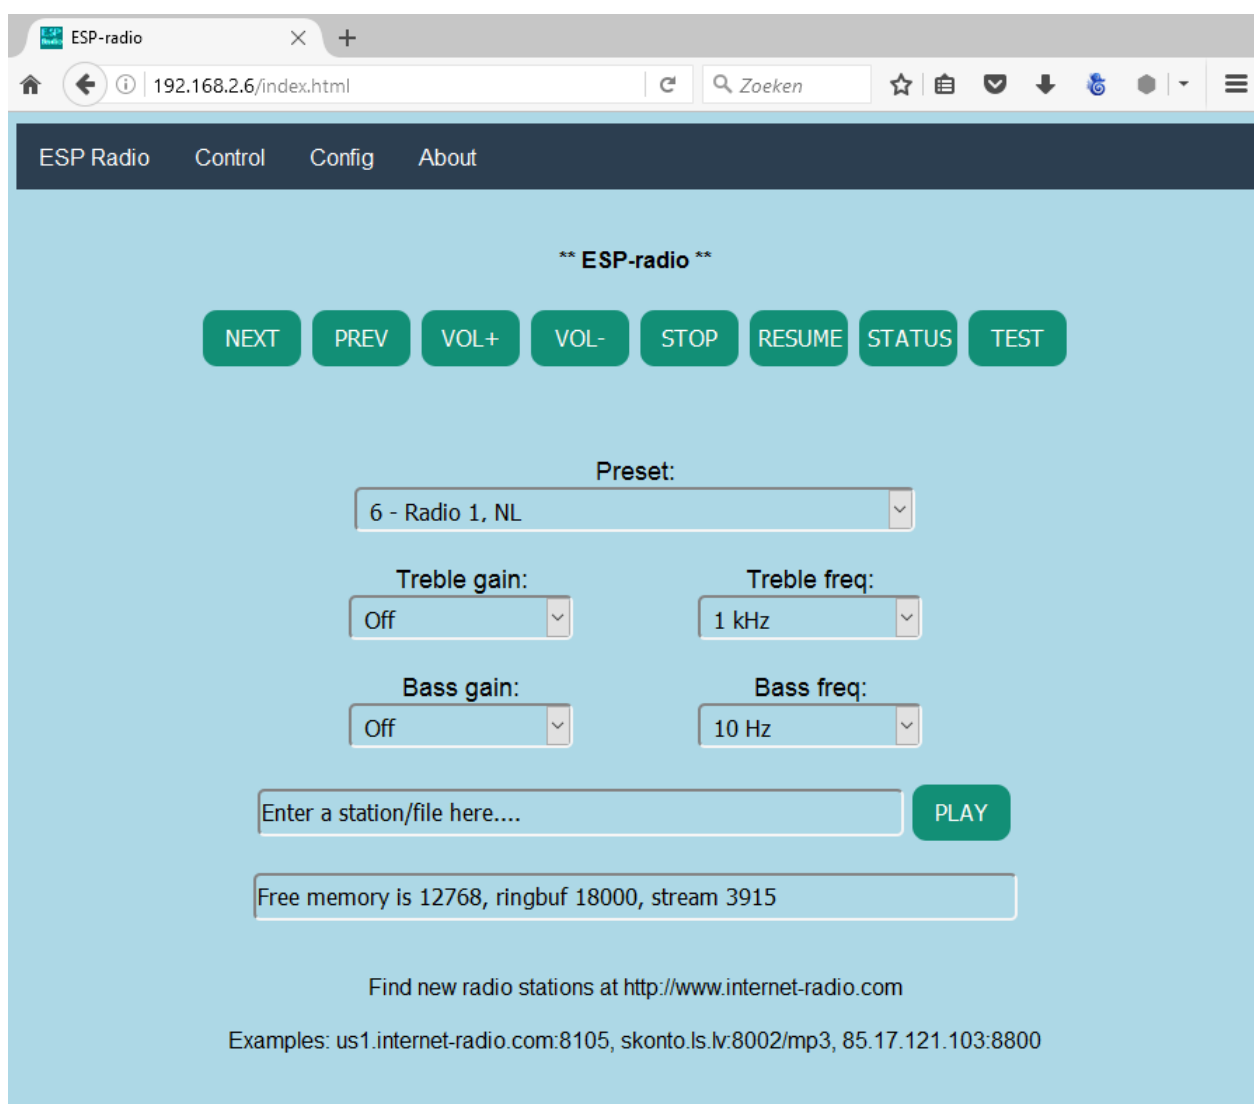 ESP-radio
192.168.2.6/index.html
Zoeken
ESP Radio Control Config About
** ESP-radio **
NEXT PREV VOL+ VOL- STOP RESUME STATUS TEST
Preset:
6 - Radio 1, NL
Treble gain: Treble freq:
Off 1 kHz
Bass gain: Bass freq:
Off 10 Hz
Enter a station/file here.... PLAY
Free memory is 12768, ringbuf 18000, stream 3915
Find new radio stations at http://www.internet-radio.com
Examples: us1.internet-radio.com:8105, skonto.ls.lv:8002/mp3, 85.17.121.103:8800